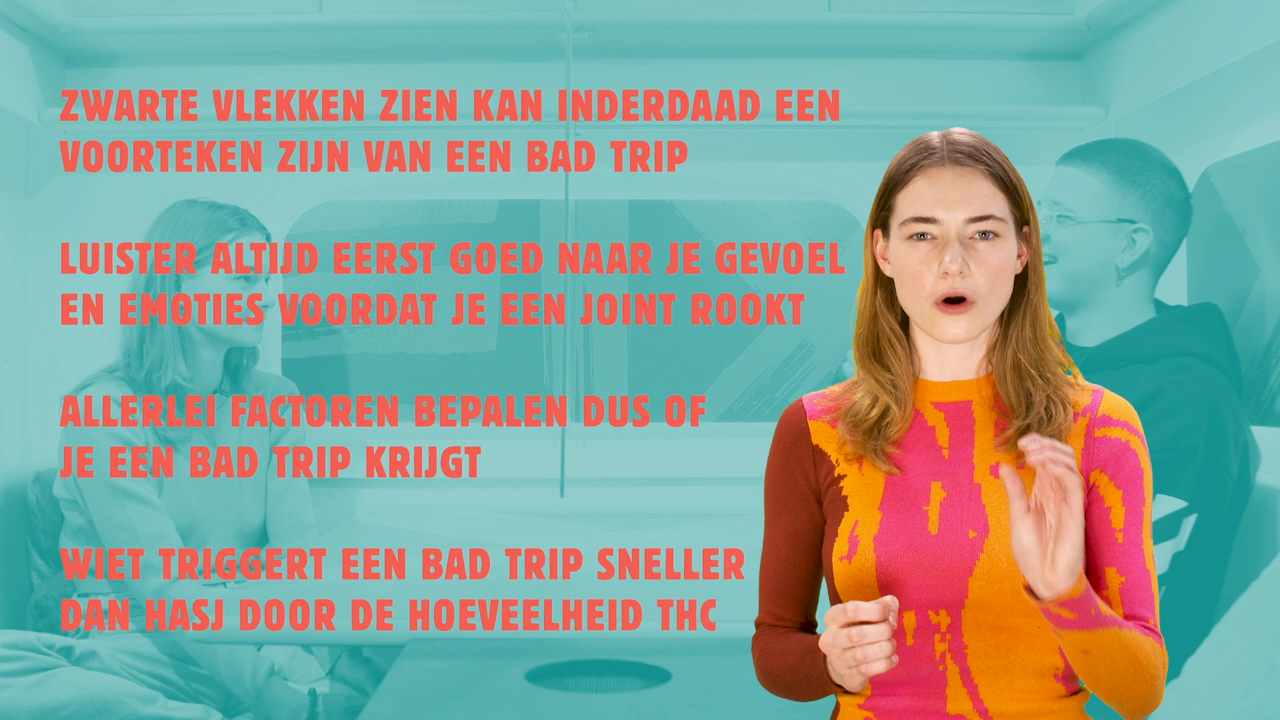 ZWARTE VLEKKEN ZIEN KAN INDERDAAD EEN
VOORTEKEN ZIJN VAN EEN BAD TRIP
LUISTER ALTIJD EERST GOED NAAR JE GEVOEL
EN EMOTIES VOORDAT JE EEN JOINT ROOKT
ALLERLEI FACTOREN BEPALEN DUS OF
JE EEN BAD TRIP KRIJGT
WIET TRIGGERT EEN BAD TRIP SNELLER
DAN HASJ DOOR DE HOEVEELHEID THC